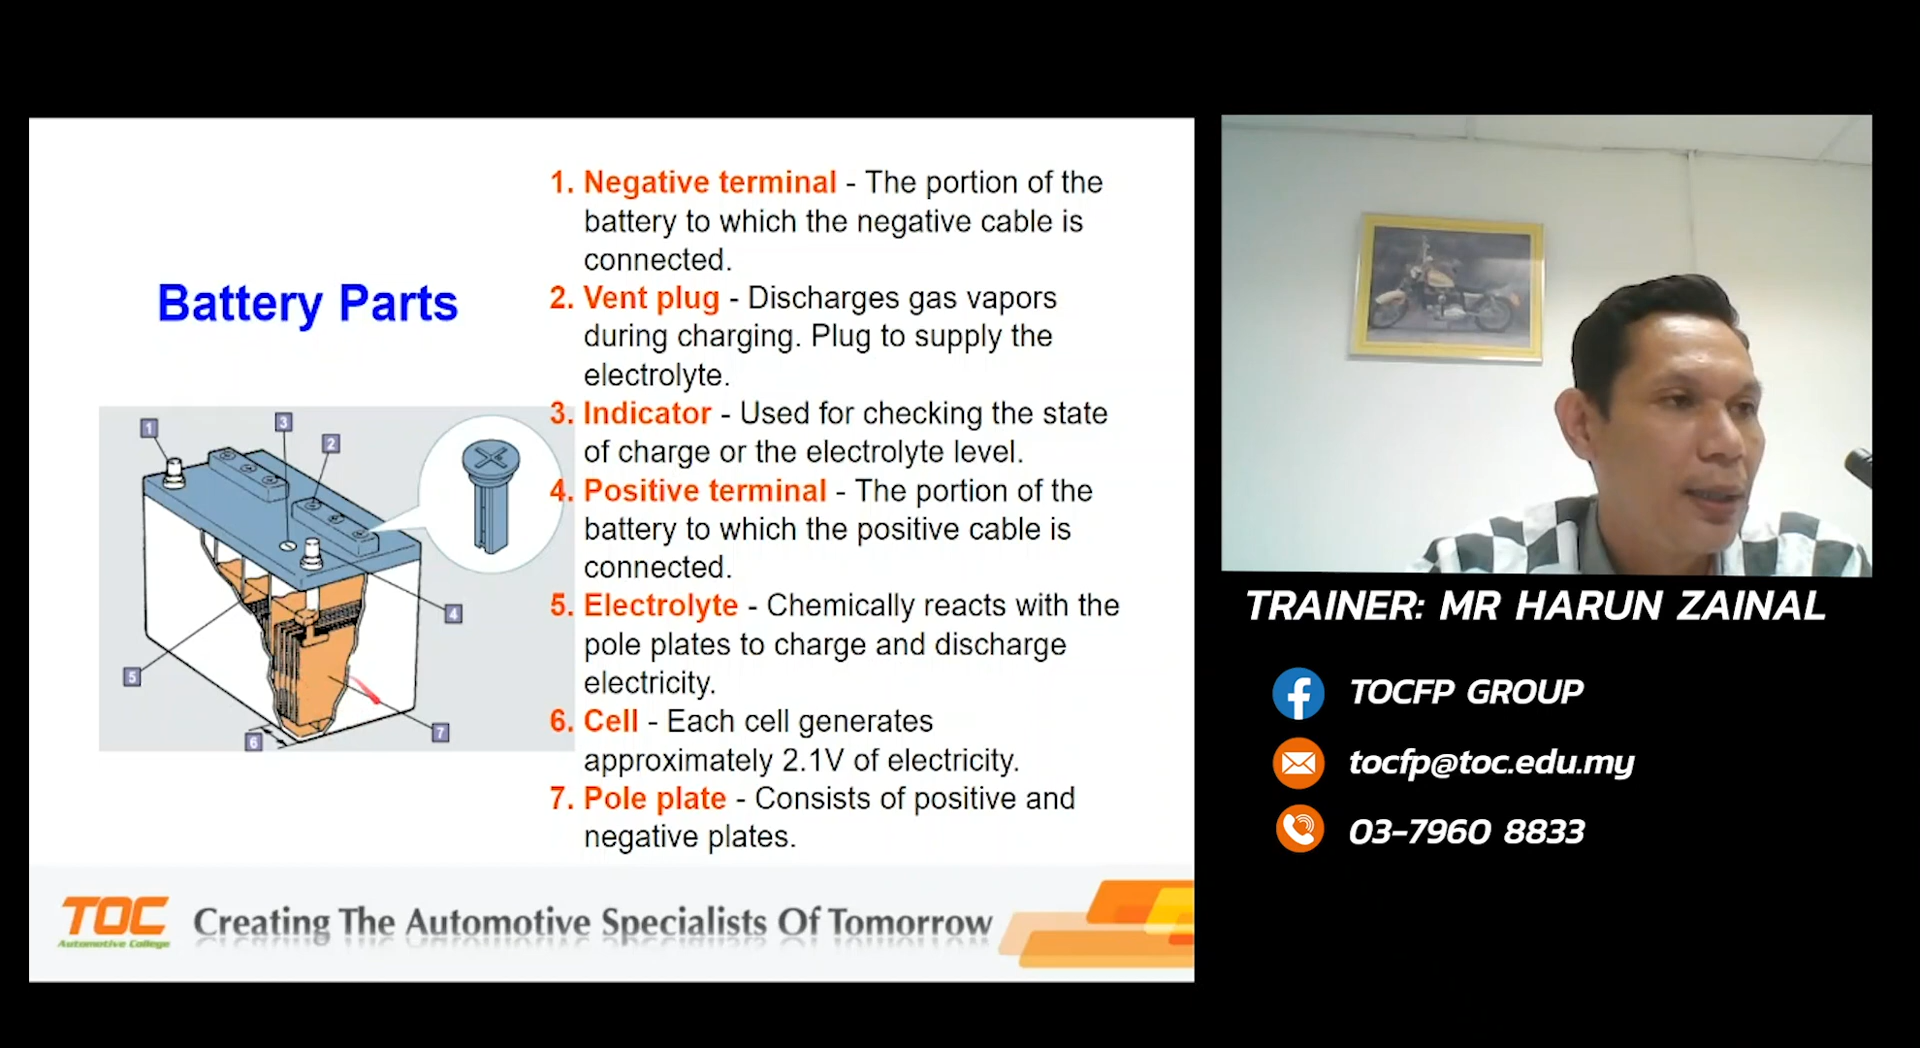 Battery Parts
1. Negative terminal - The portion of the
battery to which the negative cable is
connected.
2. Vent plug - Discharges gas vapors
during charging. Plug to supply the
electrolyte.
3. Indicator - Used for checking the state
of charge or the electrolyte level.
4. Positive terminal - The portion of the
battery to which the positive cable is
connected.
5. Electrolyte - Chemically reacts with the
pole plates to charge and discharge
electricity.
6. Cell - Each cell generates
approximately 2.1V of electricity.
7. Pole plate - Consists of positive and
negative plates.
1
3
2
4
5
7
6
TOC
Automotive College
Creating The Automotive Specialists Of Tomorrow
TRAINER: MR HARUN ZAINAL
TOCFP GROUP
tocfp@toc.edu.my
03-7960 8833